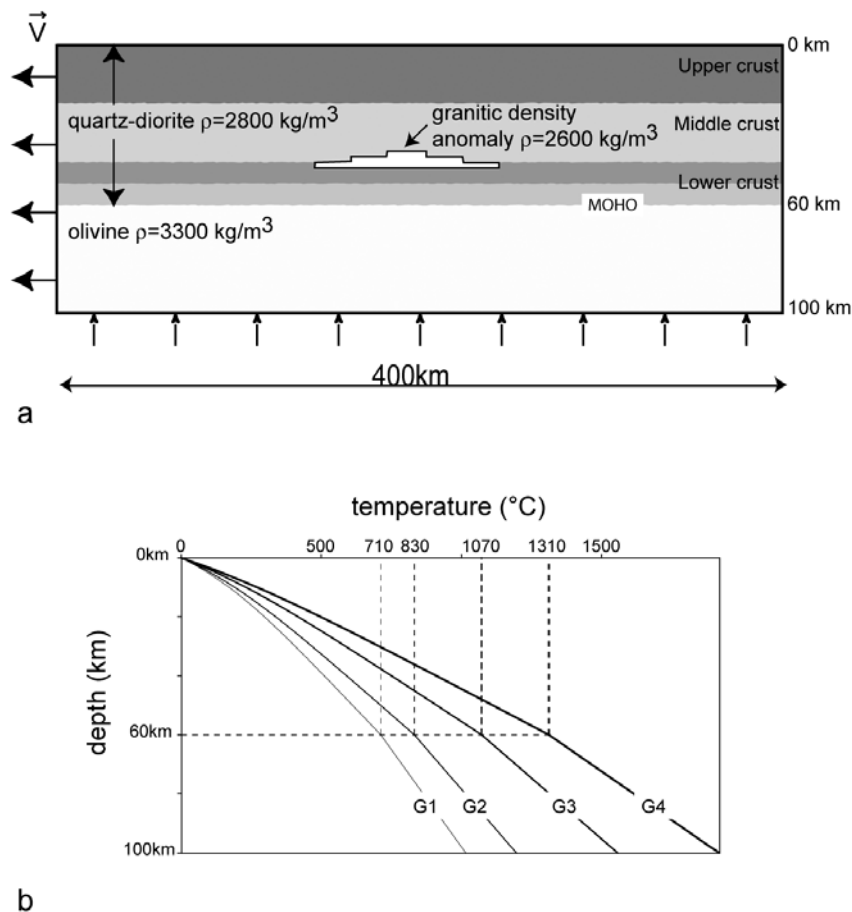 V
0 km
Upper crust
quartz-diorite ρ=2800 kg/m3
granitic density
anomaly ρ=2600 kg/m3
Middle crust
Lower crust
MOHO
60 km
olivine ρ=3300 kg/m3
100 km
400km
a
temperature (°C)
0 500 710 830 1070 1310 1500
0km
depth (km)
60km
G1 G2 G3 G4
100km
b